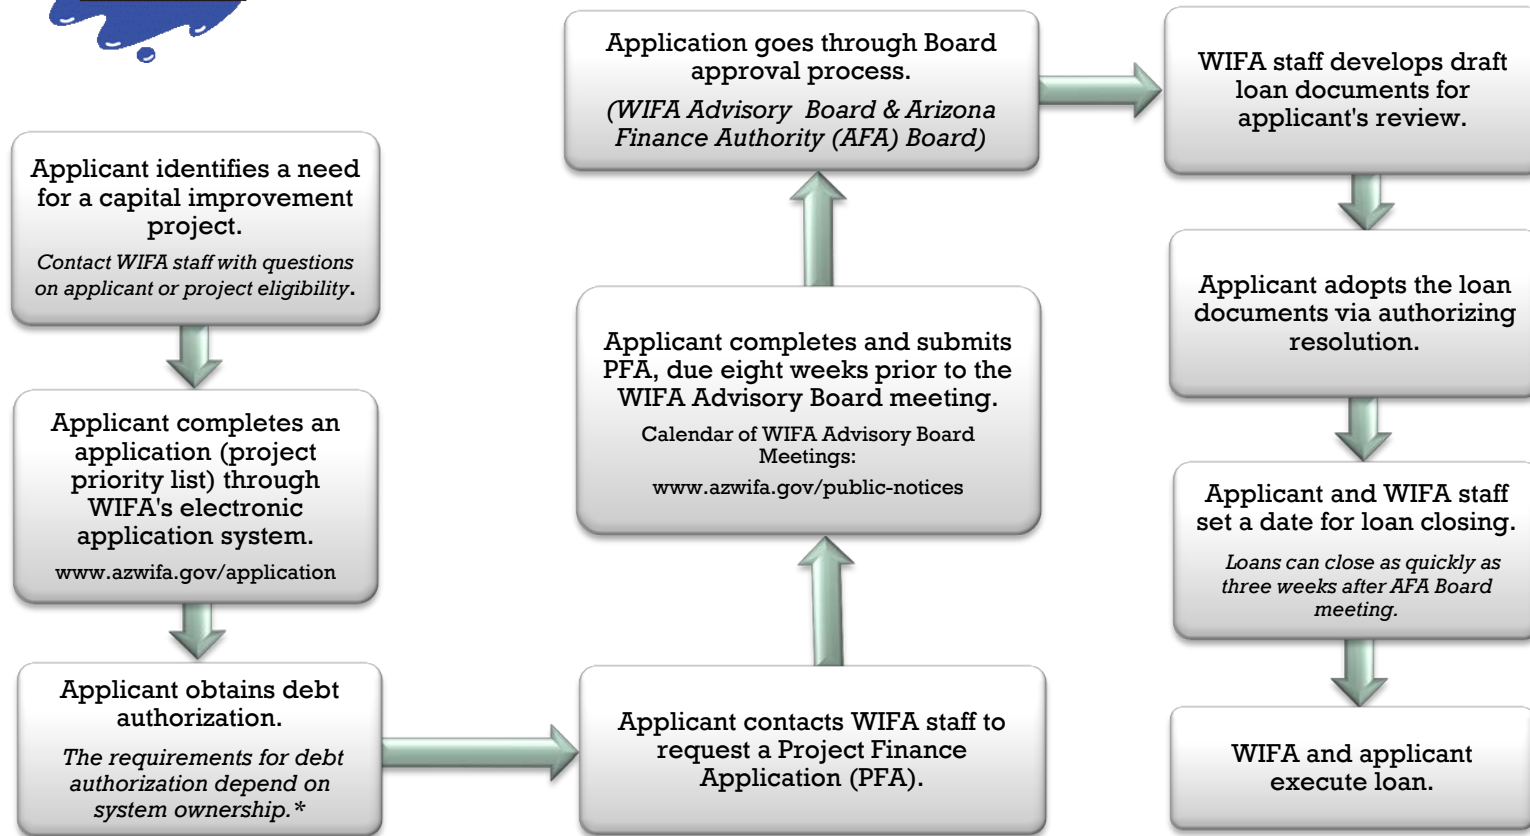 Applicant identifies a need
for a capital improvement
project.
Contact WIFA staff with questions
on applicant or project eligibility.
Applicant completes an
application (project
priority list) through
WIFA's electronic
application system.
www.azwifa.gov/application
Applicant obtains debt
authorization.
The requirements for debt
authorization depend on
system ownership.*
Applicant contacts WIFA staff to
request a Project Finance
Application (PFA).
Applicant completes and submits
PFA, due eight weeks prior to the
WIFA Advisory Board meeting.
Calendar of WIFA Advisory Board
Meetings:
www.azwifa.gov/public-notices
Application goes through Board
approval process.
(WIFA Advisory Board & Arizona
Finance Authority (AFA) Board)
WIFA staff develops draft
loan documents for
applicant's review.
Applicant adopts the loan
documents via authorizing
resolution.
Applicant and WIFA staff
set a date for loan closing.
Loans can close as quickly as
three weeks after AFA Board
meeting.
WIFA and applicant
execute loan.